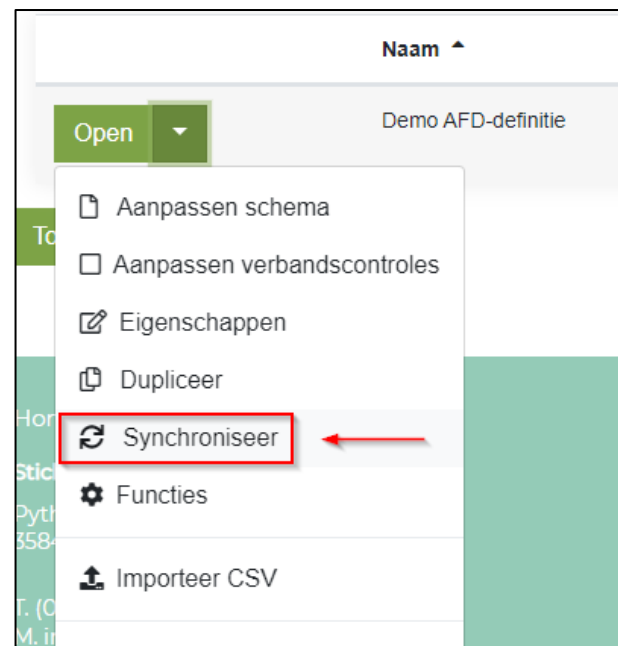 Naam
Open
Demo AFD-definitie
Aanpassen schema
Aanpassen verbandscontroles
Eigenschappen
Dupliceer
Synchroniseer
Functies
Importeer CSV